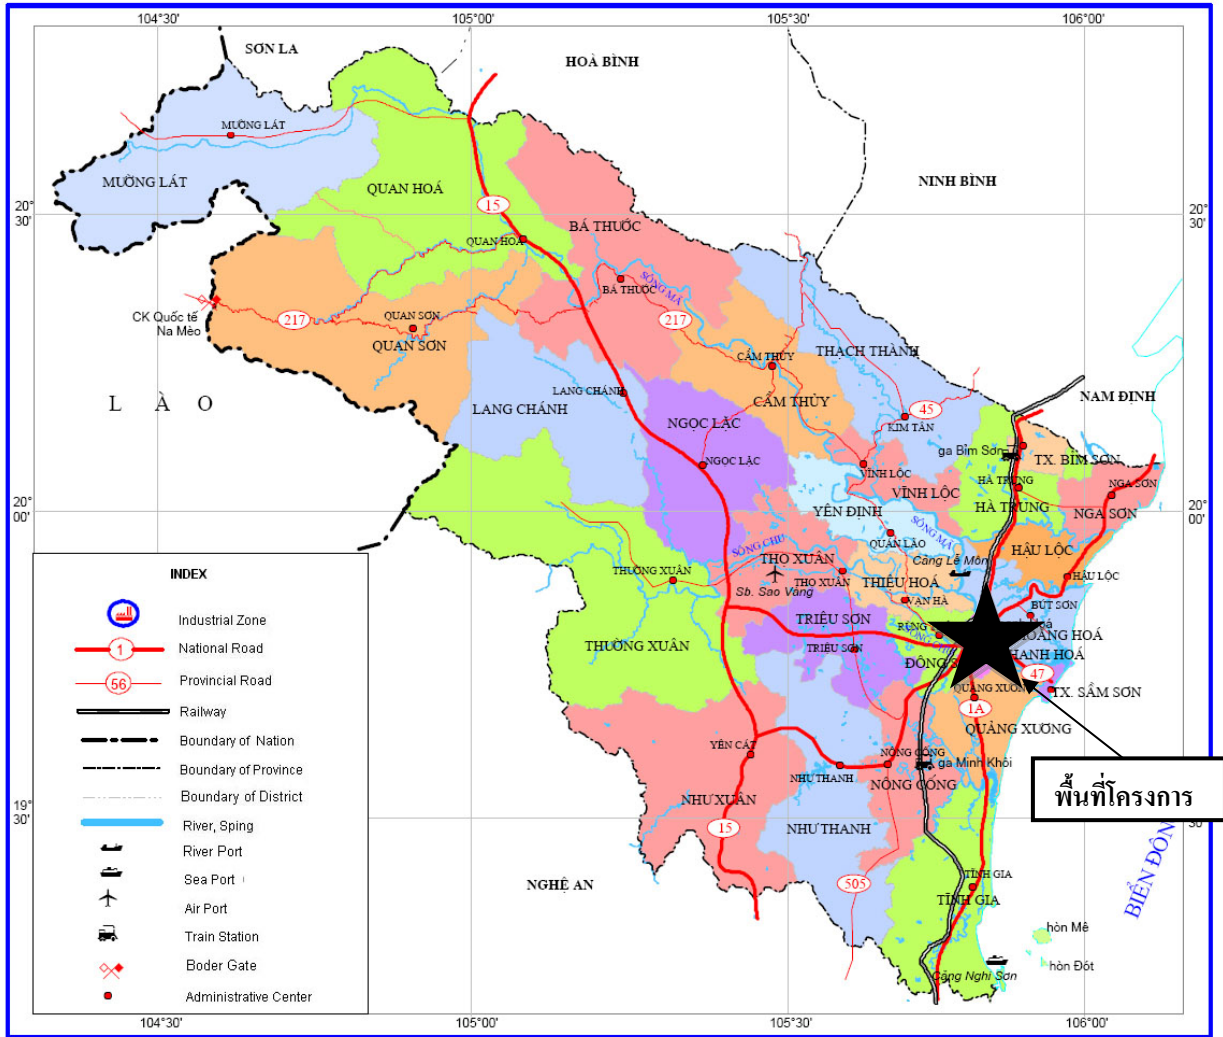 104°30'
105°00'
105°30'
106°00'
SƠN LA
HOÀ BÌNH
MƯỜNG LÁT
MƯỜNG LÁT
QUAN HOÁ
NINH BÌNH
20°
30'
20°
30'
15
BÁ THƯỚC
QUAN HOÁ
SÔNG MÃ
BÁ THƯỚC
CK Quốc tế
Na Mèo
217
QUAN SƠN
QUAN SƠN
217
CẨM THỦY
THẠCH THÀNH
L À O
LANG CHÁNH
LANG CHÁNH
NGỌC LẶC
CẨM THỦY
45
KIM TÂN
NAM ĐỊNH
ga Bỉm Sơn
TX. BỈM SƠN
NGỌC LẶC
VĨNH LỘC
VĨNH LỘC
HÀ TRUNG
HÀ TRUNG
NGA SƠN
NGA SƠN
20°
00'
20°
00'
YÊN ĐỊNH
QUÁN LÀO
SÔNG MÃ
HẬU LỘC
SÔNG CHU
THỌ XUÂN
Cảng Lễ Môn
THƯỜNG XUÂN
THỌ XUÂN
THIỆU HOÁ
HẬU LỘC
Sb. Sao Vàng
VẠN HÀ
BÚT SƠN
TRIỆU SƠN
THƯỜNG XUÂN
TRIỆU SƠN
47
TX. SẦM SƠN
1A
QUẢNG XƯƠNG
YÊN CÁT
NÔNG CỐNG
ga Minh Khôi
NHƯ THANH
NÔNG CỐNG
NHƯ XUÂN
พื้นที่โครงการ
19°
30'
15
NHƯ THANH
NGHỆ AN
505
TĨNH GIA
TĨNH GIA
BIỂN ĐÔNG
hòn Mê
hòn Đót
Cảng Nghi Sơn
INDEX
Industrial Zone
1
National Road
56
Provincial Road
Railway
Boundary of Nation
Boundary of Province
Boundary of District
River, Sping
River Port
Sea Port
Air Port
Train Station
Boder Gate
Administrative Center
104°30'
105°00'
105°30'
106°00'